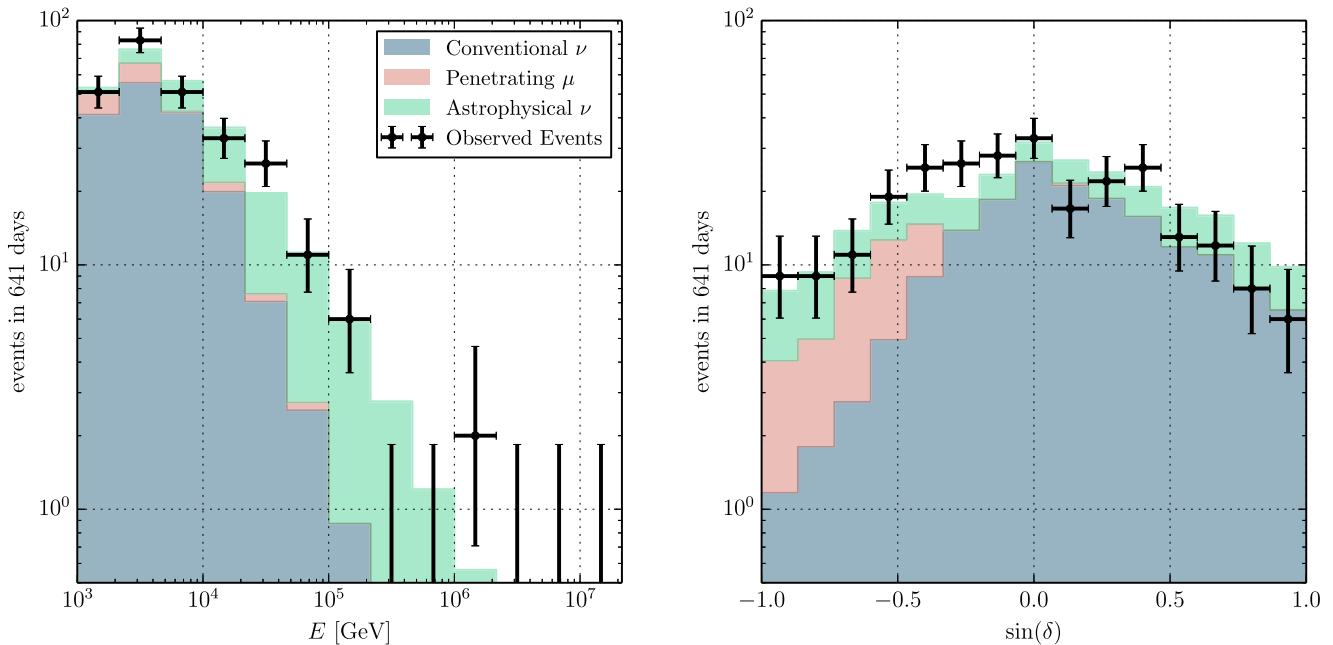 events in 641 days
10²
10¹
10⁰
Conventional ν
Penetrating μ
Astrophysical ν
Observed Events
10³ 10⁴ 10⁵ 10⁶ 10⁷
E [GeV]
events in 641 days
10²
10¹
10⁰
−1.0 −0.5 0.0 0.5 1.0
sin(δ)